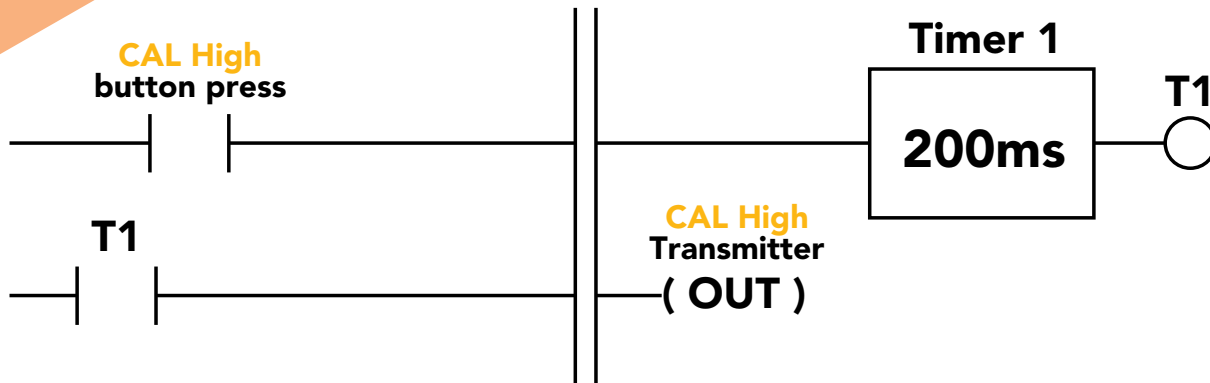 CAL High
button press
Timer 1
200ms
T1
T1
CAL High
Transmitter
( OUT )